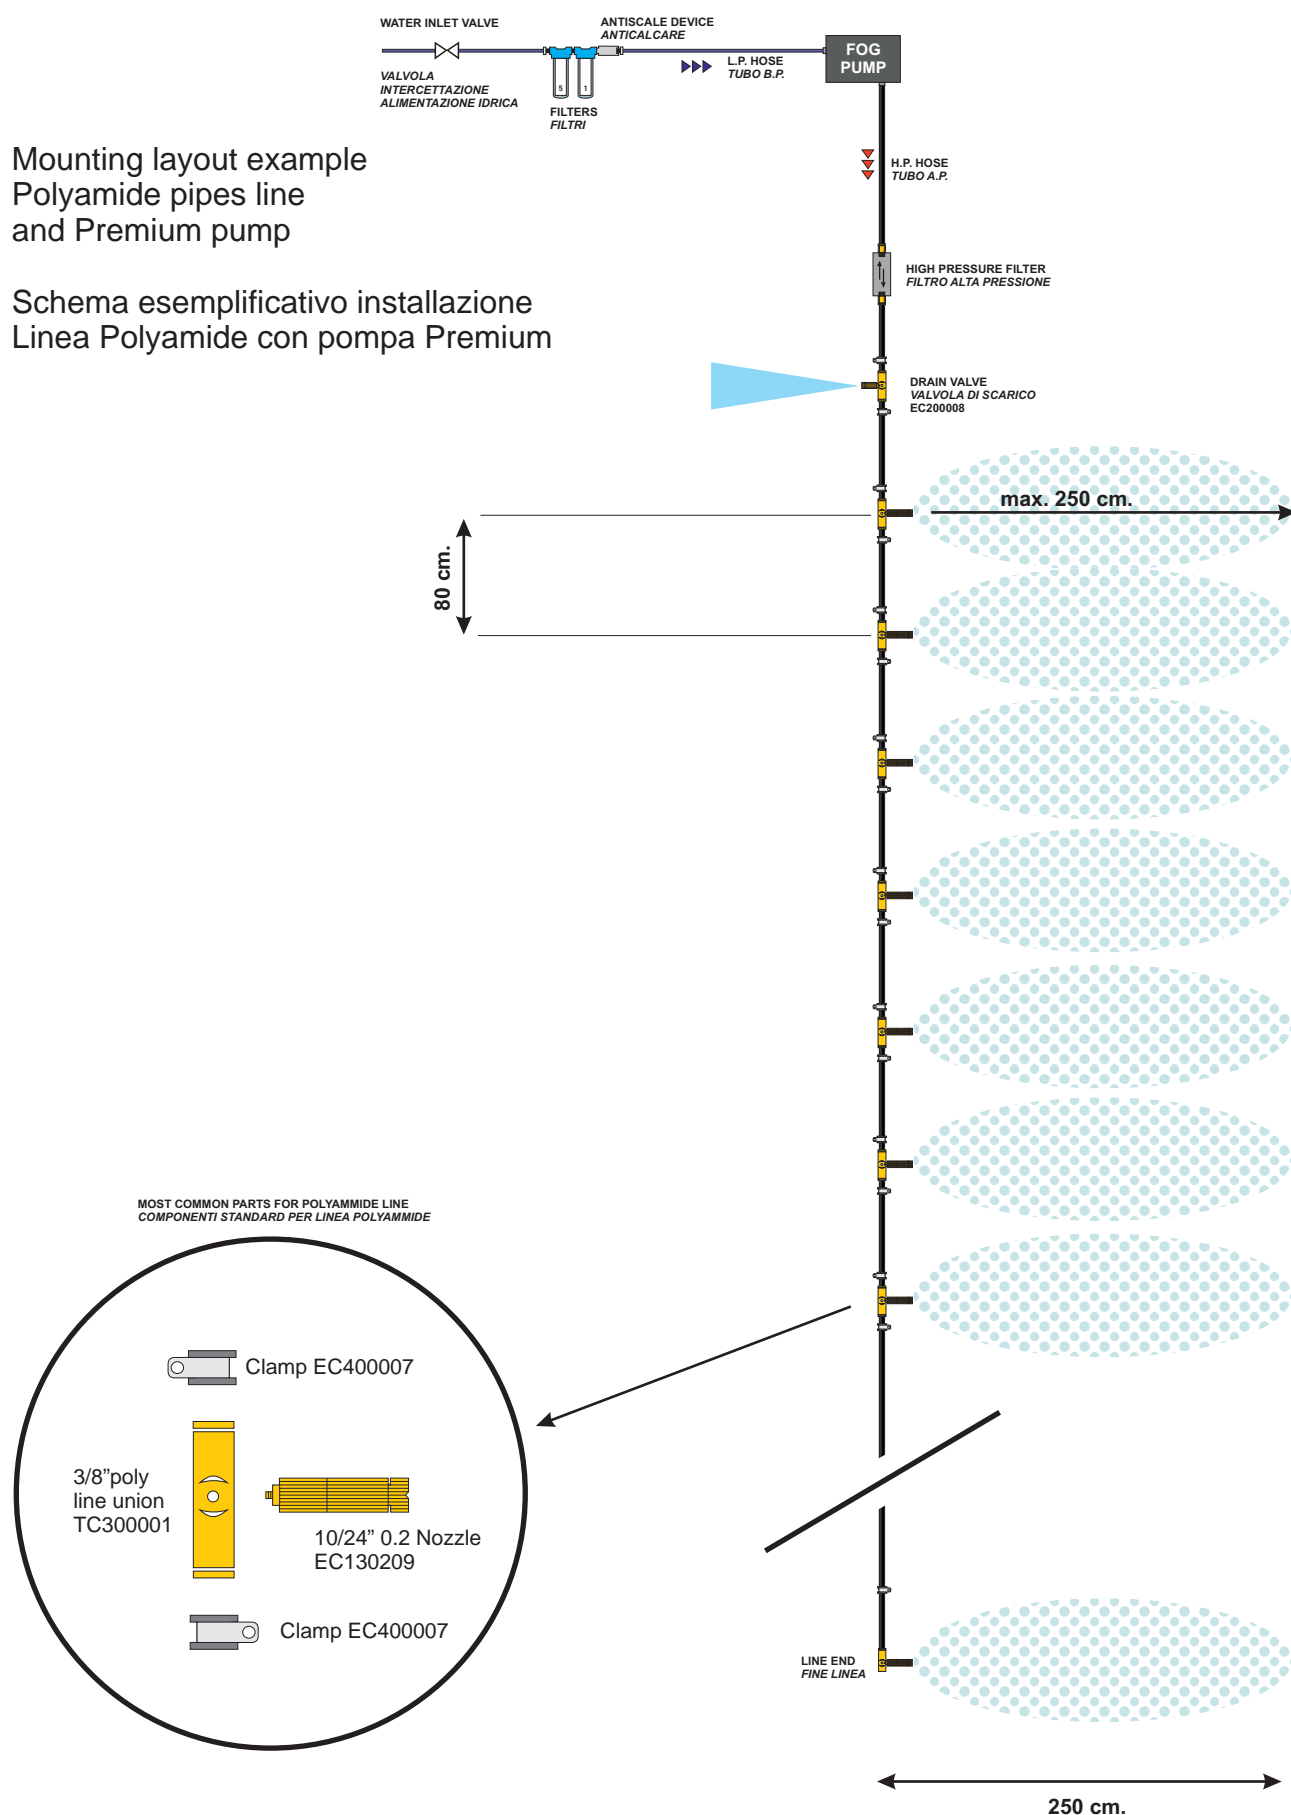 WATER INLET VALVE
VALVOLA
INTERCETTAZIONE
ALIMENTAZIONE IDRICA
ANTISCALE DEVICE
ANTICALCARE
5
1
FILTERS
FILTRI
L.P. HOSE
TUBO B.P.
FOG
PUMP
H.P. HOSE
TUBO A.P.
Mounting layout example
Polyamide pipes line
and Premium pump
Schema esemplificativo installazione
Linea Polyamide con pompa Premium
HIGH PRESSURE FILTER
FILTRO ALTA PRESSIONE
DRAIN VALVE
VALVOLA DI SCARICO
EC200008
max. 250 cm.
80 cm.
MOST COMMON PARTS FOR POLYAMMIDE LINE
COMPONENTI STANDARD PER LINEA POLYAMMIDE
Clamp EC400007
3/8”poly
line union
TC300001
10/24” 0.2 Nozzle
EC130209
Clamp EC400007
LINE END
FINE LINEA
250 cm.